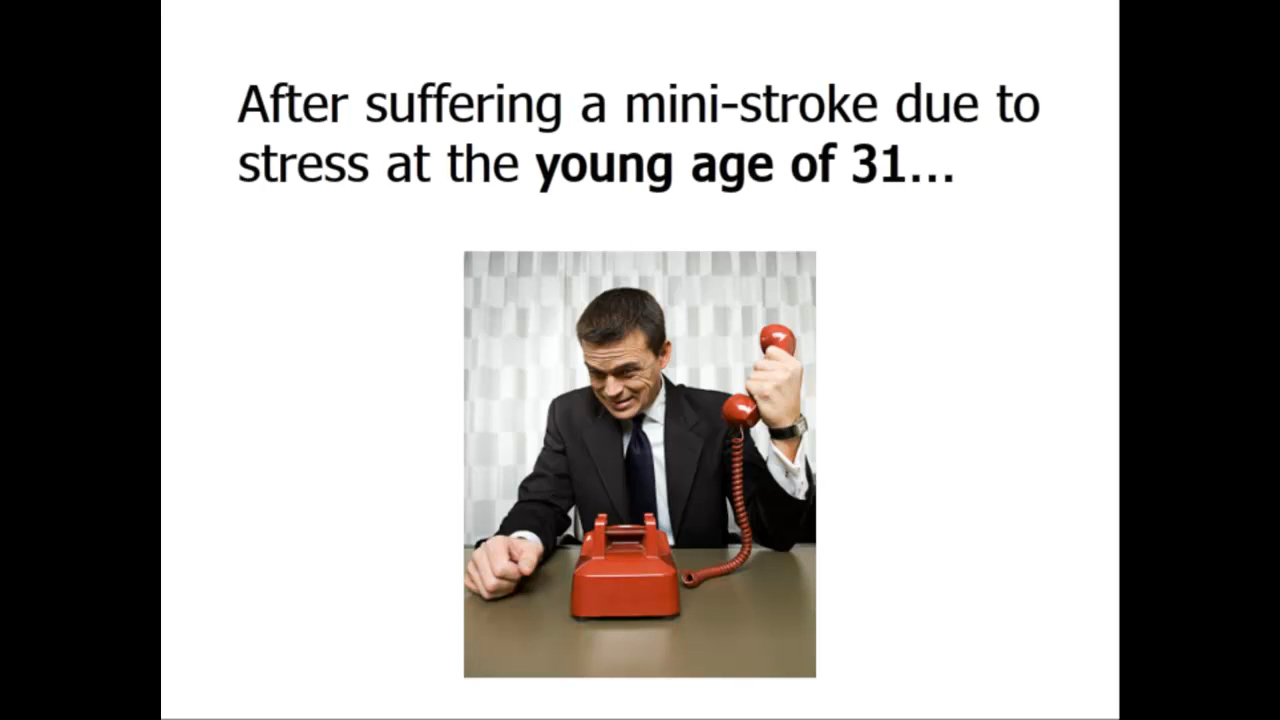 After suffering a mini-stroke due to
stress at the young age of 31...